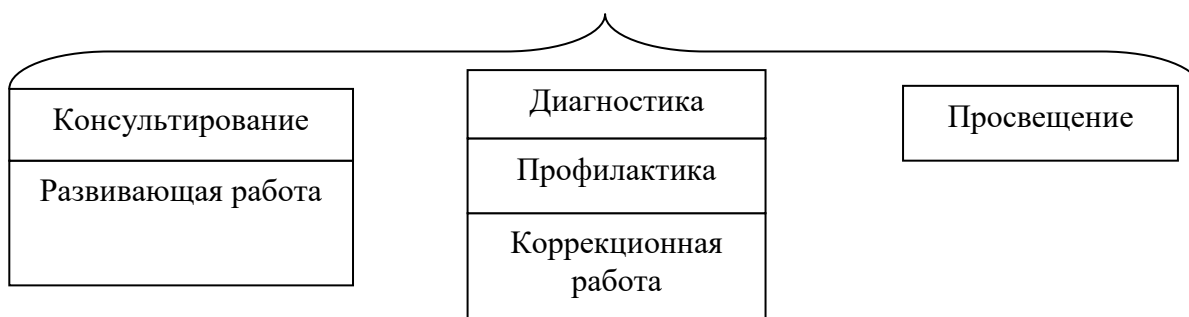 Консультирование
Развивающая работа
Диагностика
Профилактика
Коррекционная
работа
Просвещение